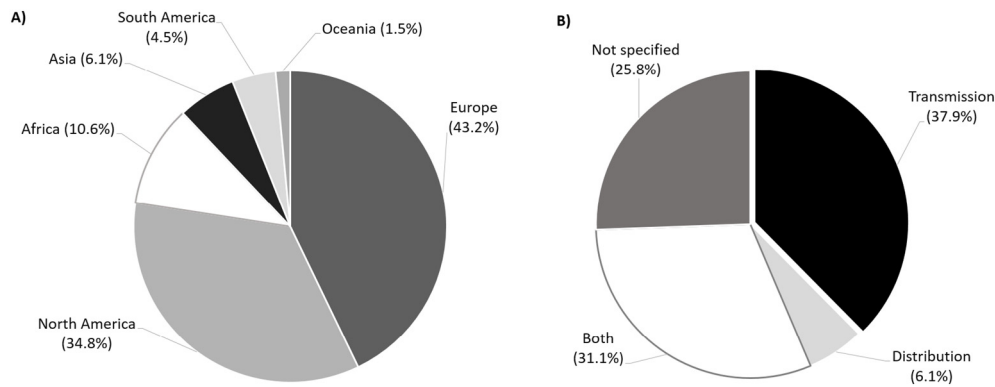 A)
South America
(4.5%)
Oceania (1.5%)
Asia (6.1%)
Africa (10.6%)
Europe
(43.2%)
North America
(34.8%)
B)
Not specified
(25.8%)
Transmission
(37.9%)
Both
(31.1%)
Distribution
(6.1%)